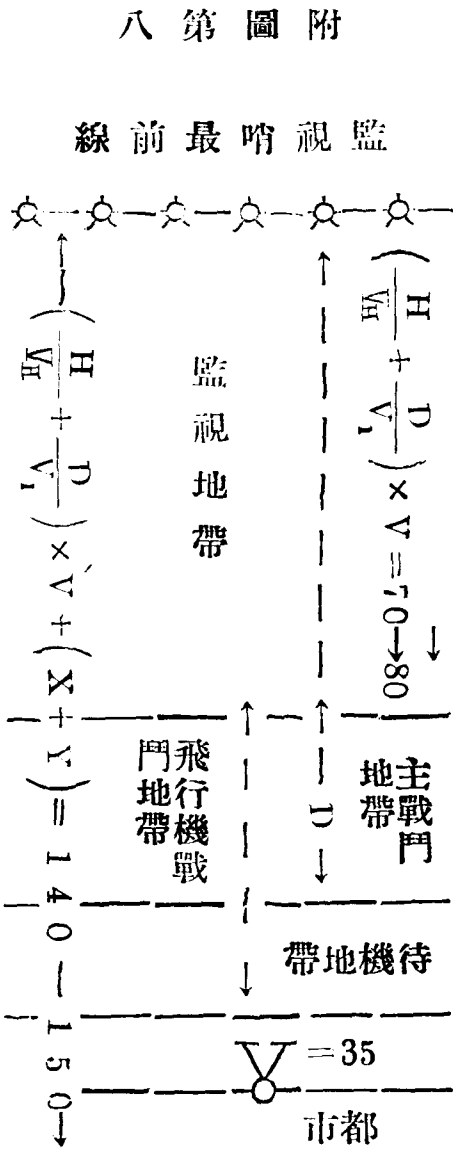 附圖第八
監視哨最前線
(H/V_H + D/V_1) × V = 70→80
監視地帶
(H/V_H + D/V_1) × V + (X + Y) = 140—150
主戰門
地帶
D
飛行機戰
門地帶
待機地帶
=35
都市